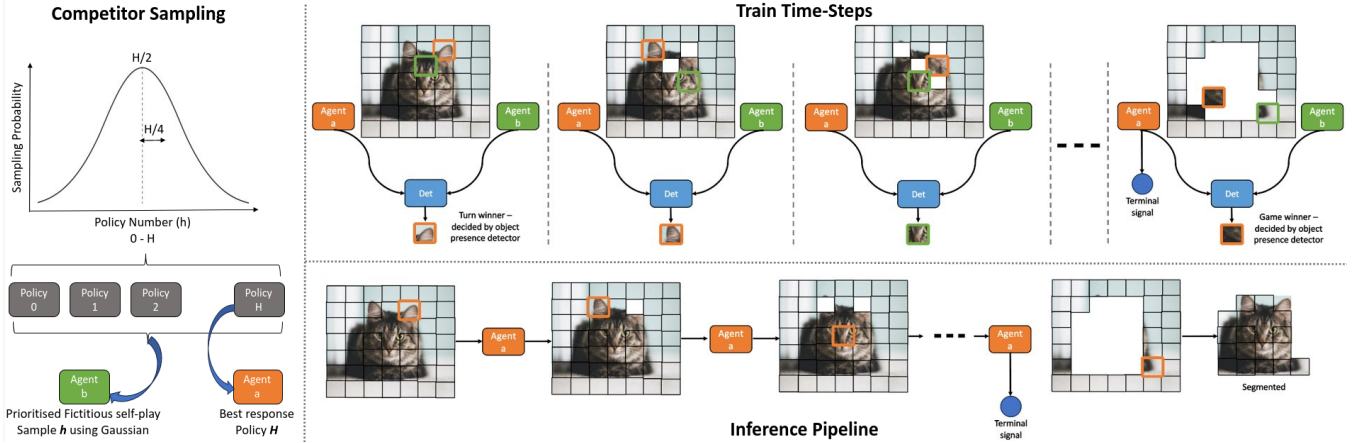 Competitor Sampling
Sampling Probability
H/2
H/4
Policy Number (h)
0 - H
Policy
0
Policy
1
Policy
2
Policy
H
Agent
b
Agent
a
Prioritised Fictitious self-play
Sample h using Gaussian
Best response
Policy H
Train Time-Steps
Agent
a
Agent
b
Det
Turn winner –
decided by object
presence detector
Agent
a
Agent
b
Det
Agent
a
Agent
b
Det
Agent
a
Agent
b
Det
Terminal
signal
Game winner –
decided by object
presence detector
Agent
a
Agent
a
Agent
a
Terminal
signal
Segmented
Inference Pipeline